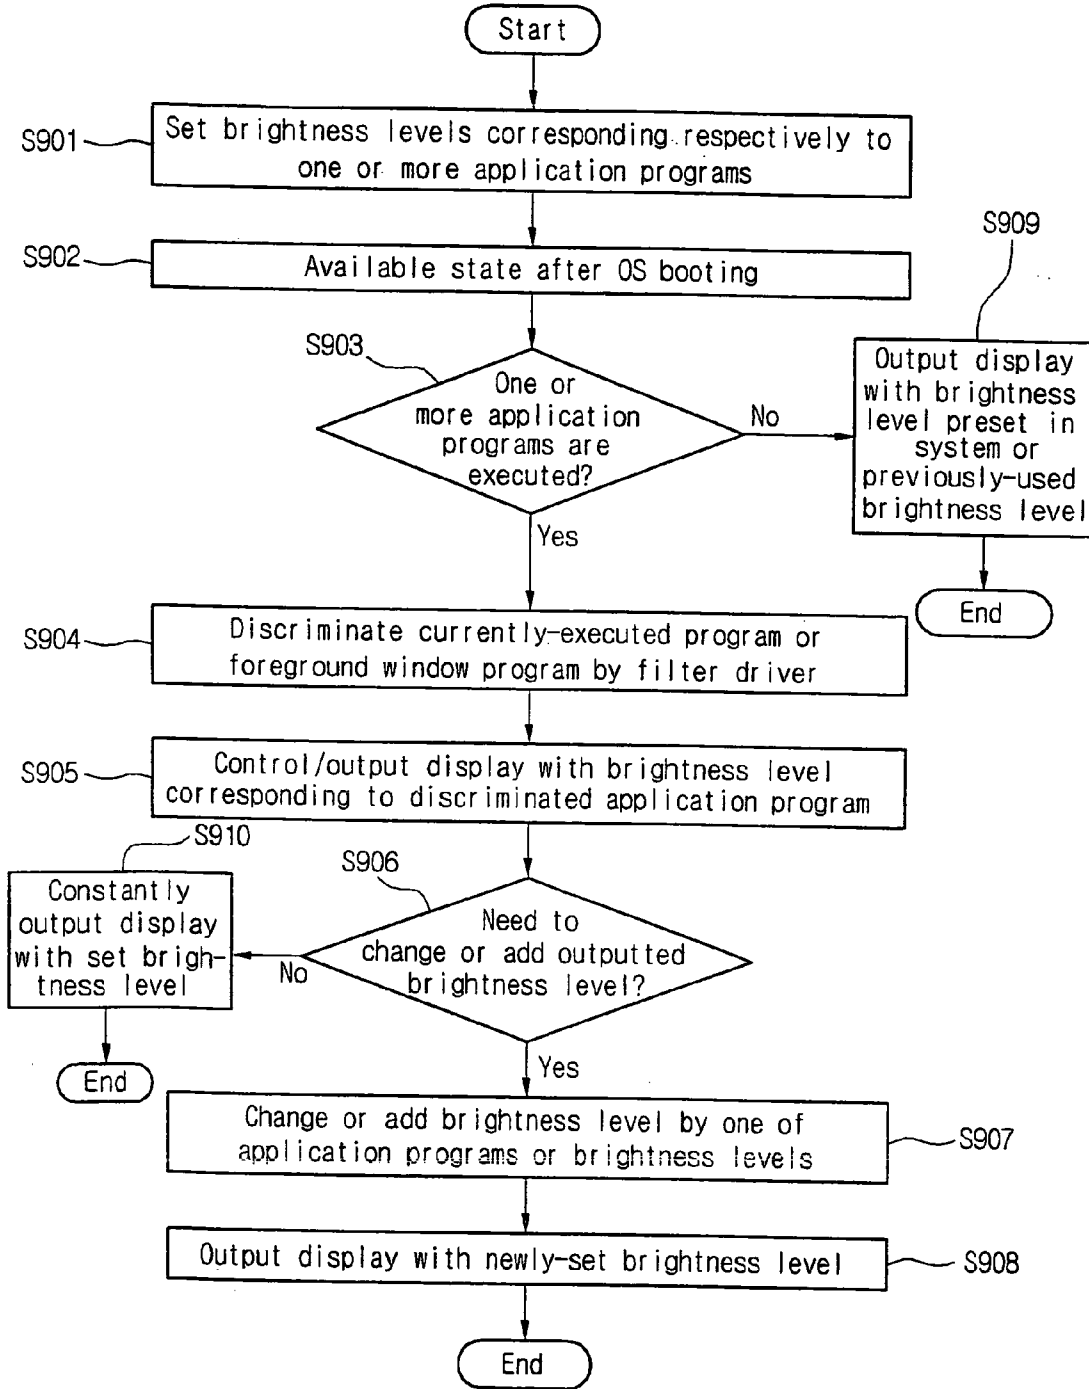 Start
S901
Set brightness levels corresponding respectively to
one or more application programs
S902
Available state after OS booting
S909
S903
One or
more application
programs are
executed?
No
Output display
with brightness
level preset in
system or
previously-used
brightness level
Yes
End
S904
Discriminate currently-executed program or
foreground window program by filter driver
S905
Control/output display with brightness level
corresponding to discriminated application program
S910
Constantly
output display
with set brigh-
tness level
S906
Need to
change or add outputted
brightness level?
No
End
Yes
Change or add brightness level by one of
application programs or brightness levels
S907
Output display with newly-set brightness level
S908
End